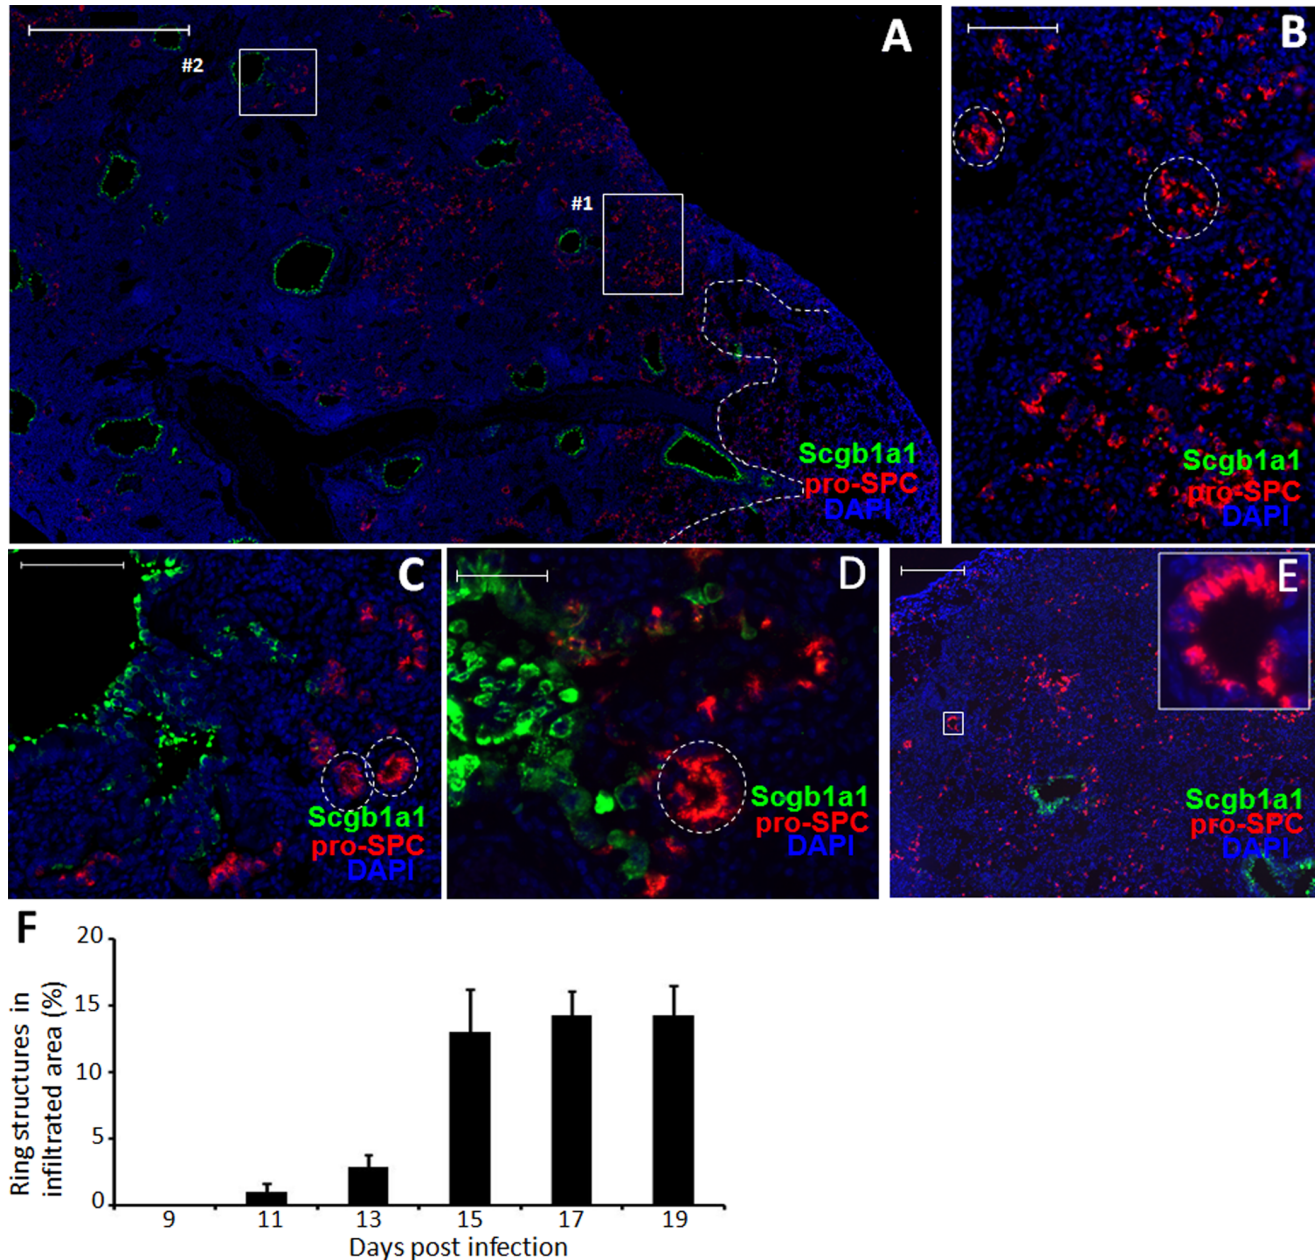 A
#2
#1
Scgb1a1
pro-SPC
DAPI
B
Scgb1a1
pro-SPC
DAPI
C
Scgb1a1
pro-SPC
DAPI
D
Scgb1a1
pro-SPC
DAPI
E
Scgb1a1
pro-SPC
DAPI
F
Ring structures in
infiltrated area (%)
20
15
10
5
0
9 11 13 15 17 19
Days post infection